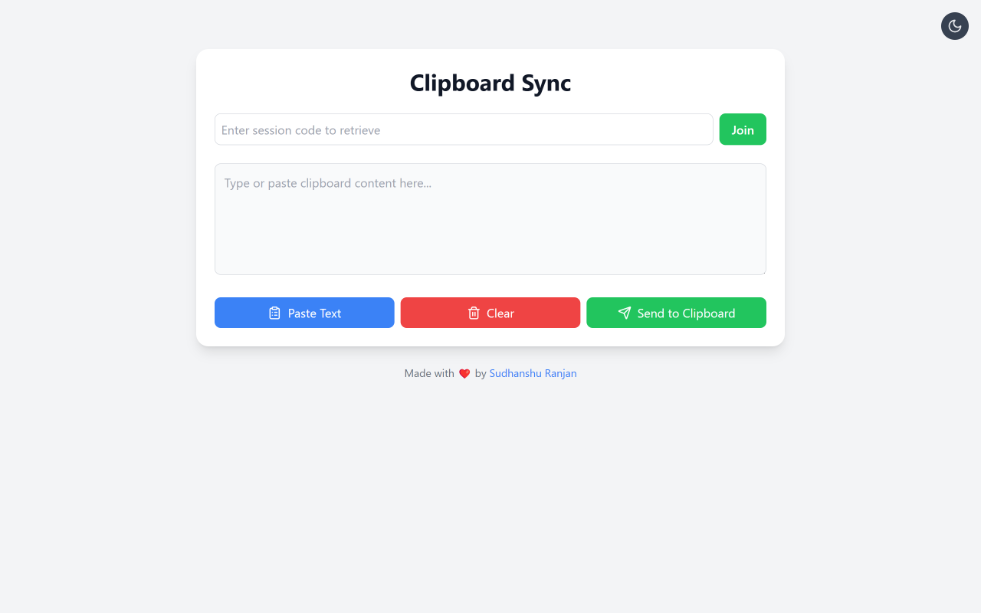 Clipboard Sync
Enter session code to retrieve
Join
Type or paste clipboard content here...
Paste Text
Clear
Send to Clipboard
Made with ❤️ by Sudhanshu Ranjan